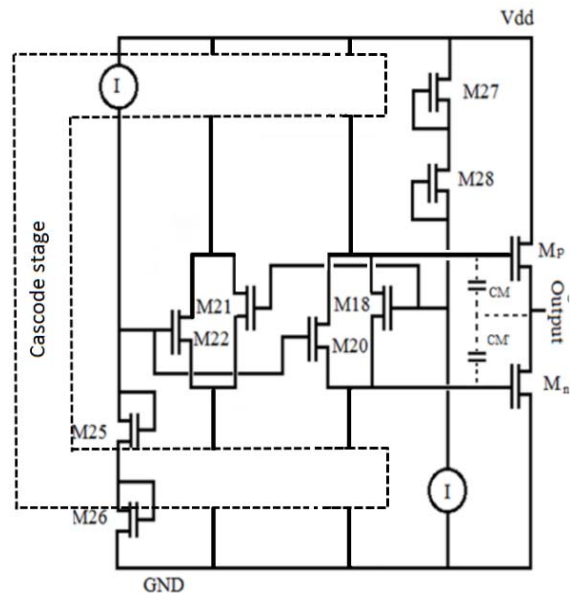 Vdd
I
M27
M28
Cascode stage
M21
M22
M18
M20
MP
CM
Output
CM'
Mn
M25
I
M26
GND